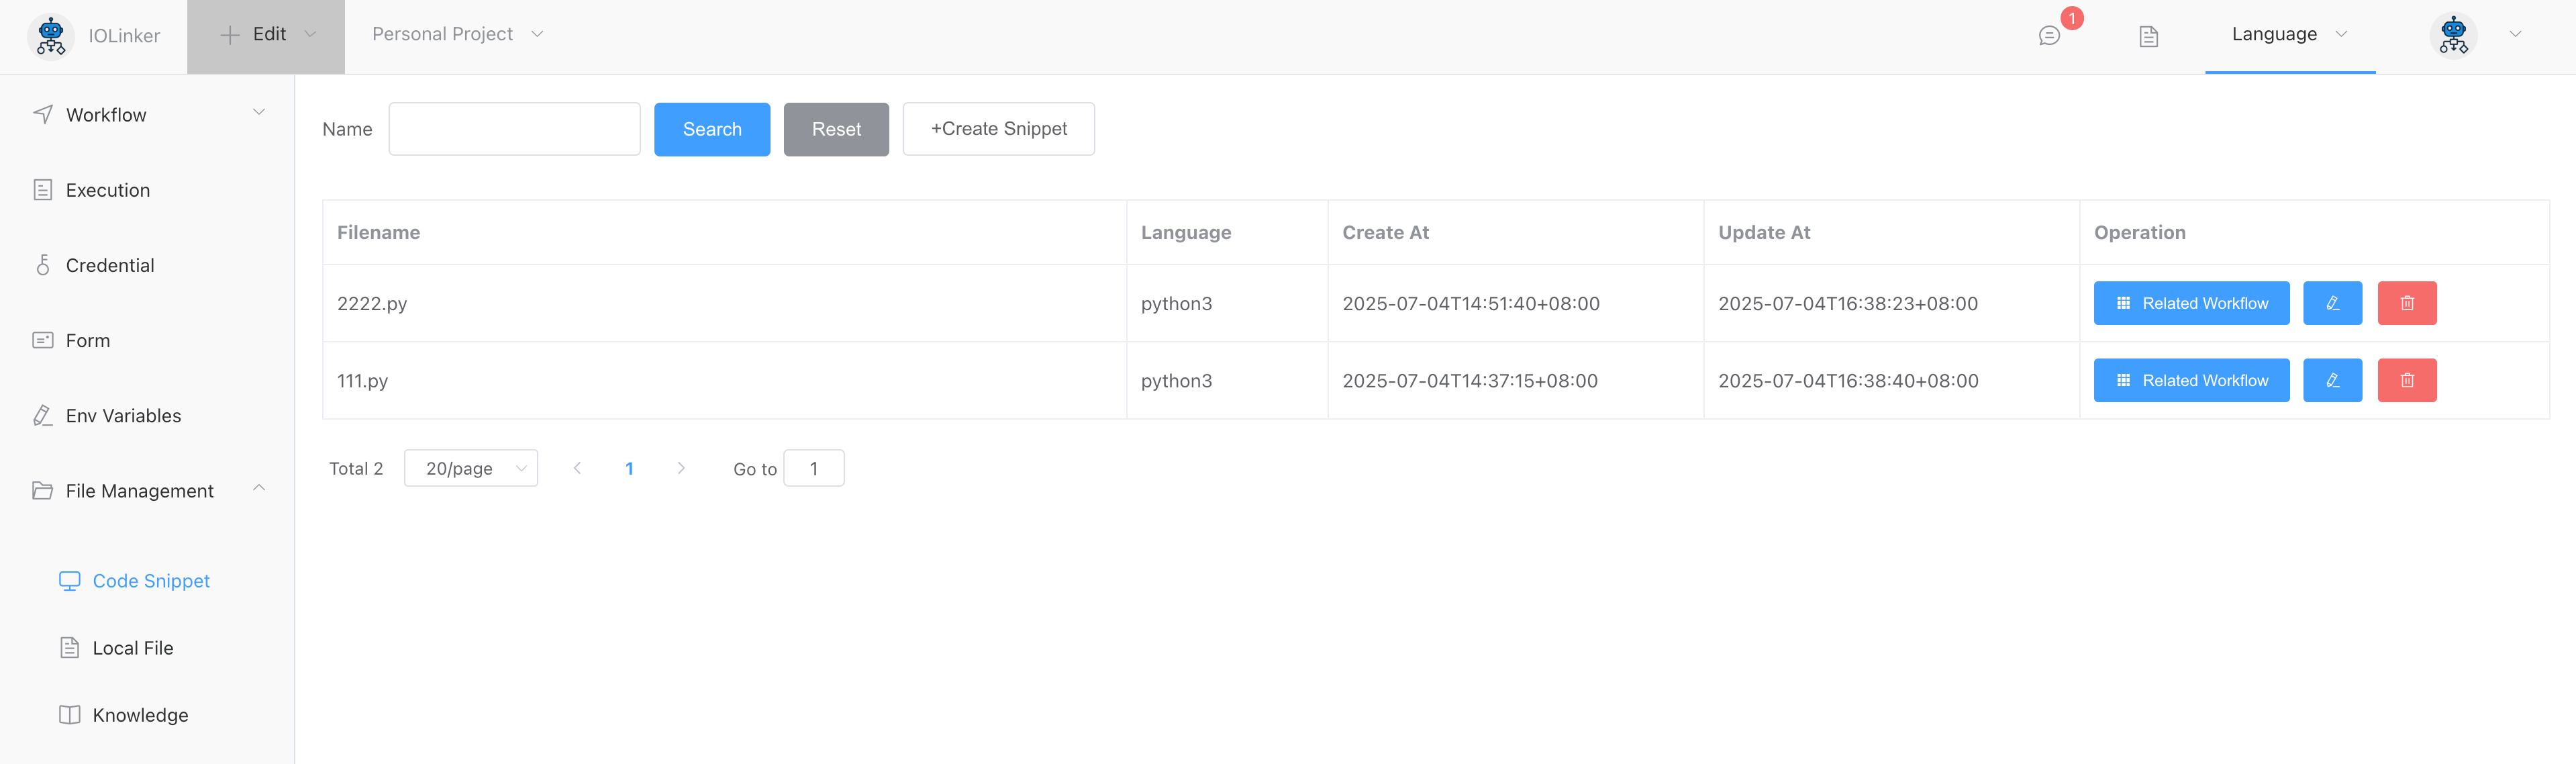 IOLinker
Edit
Personal Project
1
Language
Workflow
Execution
Credential
Form
Env Variables
File Management
Code Snippet
Local File
Knowledge
Name
Search
Reset
+Create Snippet
Filename Language Create At Update At Operation
2222.py python3 2025-07-04T14:51:40+08:00 2025-07-04T16:38:23+08:00 Related Workflow
111.py python3 2025-07-04T14:37:15+08:00 2025-07-04T16:38:40+08:00 Related Workflow
Total 2 20/page 1 Go to 1